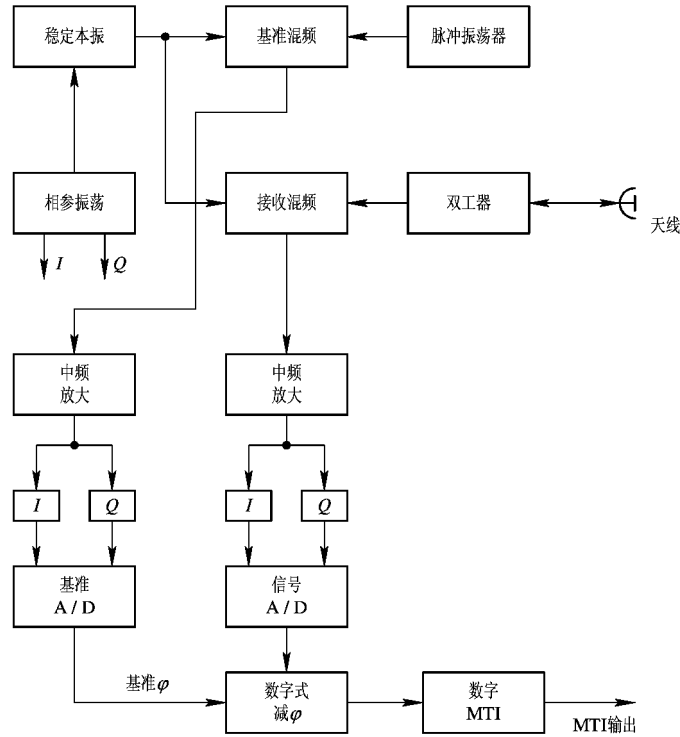 稳定本振
基准混频
脉冲振荡器
相参振荡
接收混频
双工器
天线
I
Q
中频
放大
中频
放大
I
Q
I
Q
基准
A / D
信号
A / D
基准φ
数字式
减φ
数字
MTI
MTI输出